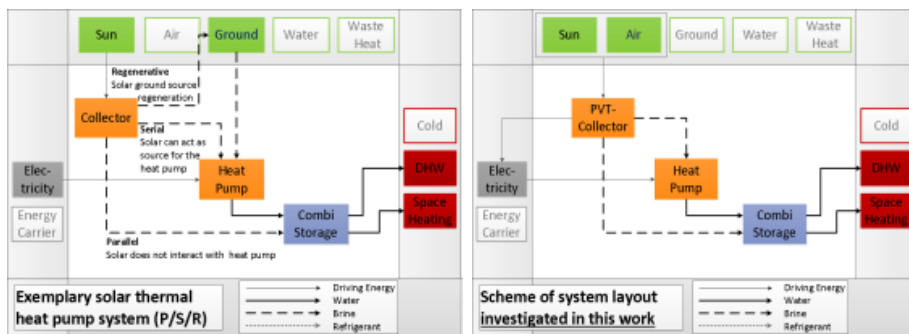 Sun
Air
Ground
Water
Waste
Heat
Regenerative
Solar ground source
regeneration
Collector
Serial
Solar can act as
source for the
heat pump
Cold
Elec-
tricity
Heat
Pump
DHW
Energy
Carrier
Combi
Storage
Space
Heating
Parallel
Solar does not interact with heat pump
Exemplary solar thermal
heat pump system (P/S/R)
Driving Energy
Water
Brine
Refrigerant
Sun
Air
Ground
Water
Waste
Heat
PVT-
Collector
Cold
Elec-
tricity
Heat
Pump
DHW
Energy
Carrier
Combi
Storage
Space
Heating
Scheme of system layout
investigated in this work
Driving Energy
Water
Brine
Refrigerant